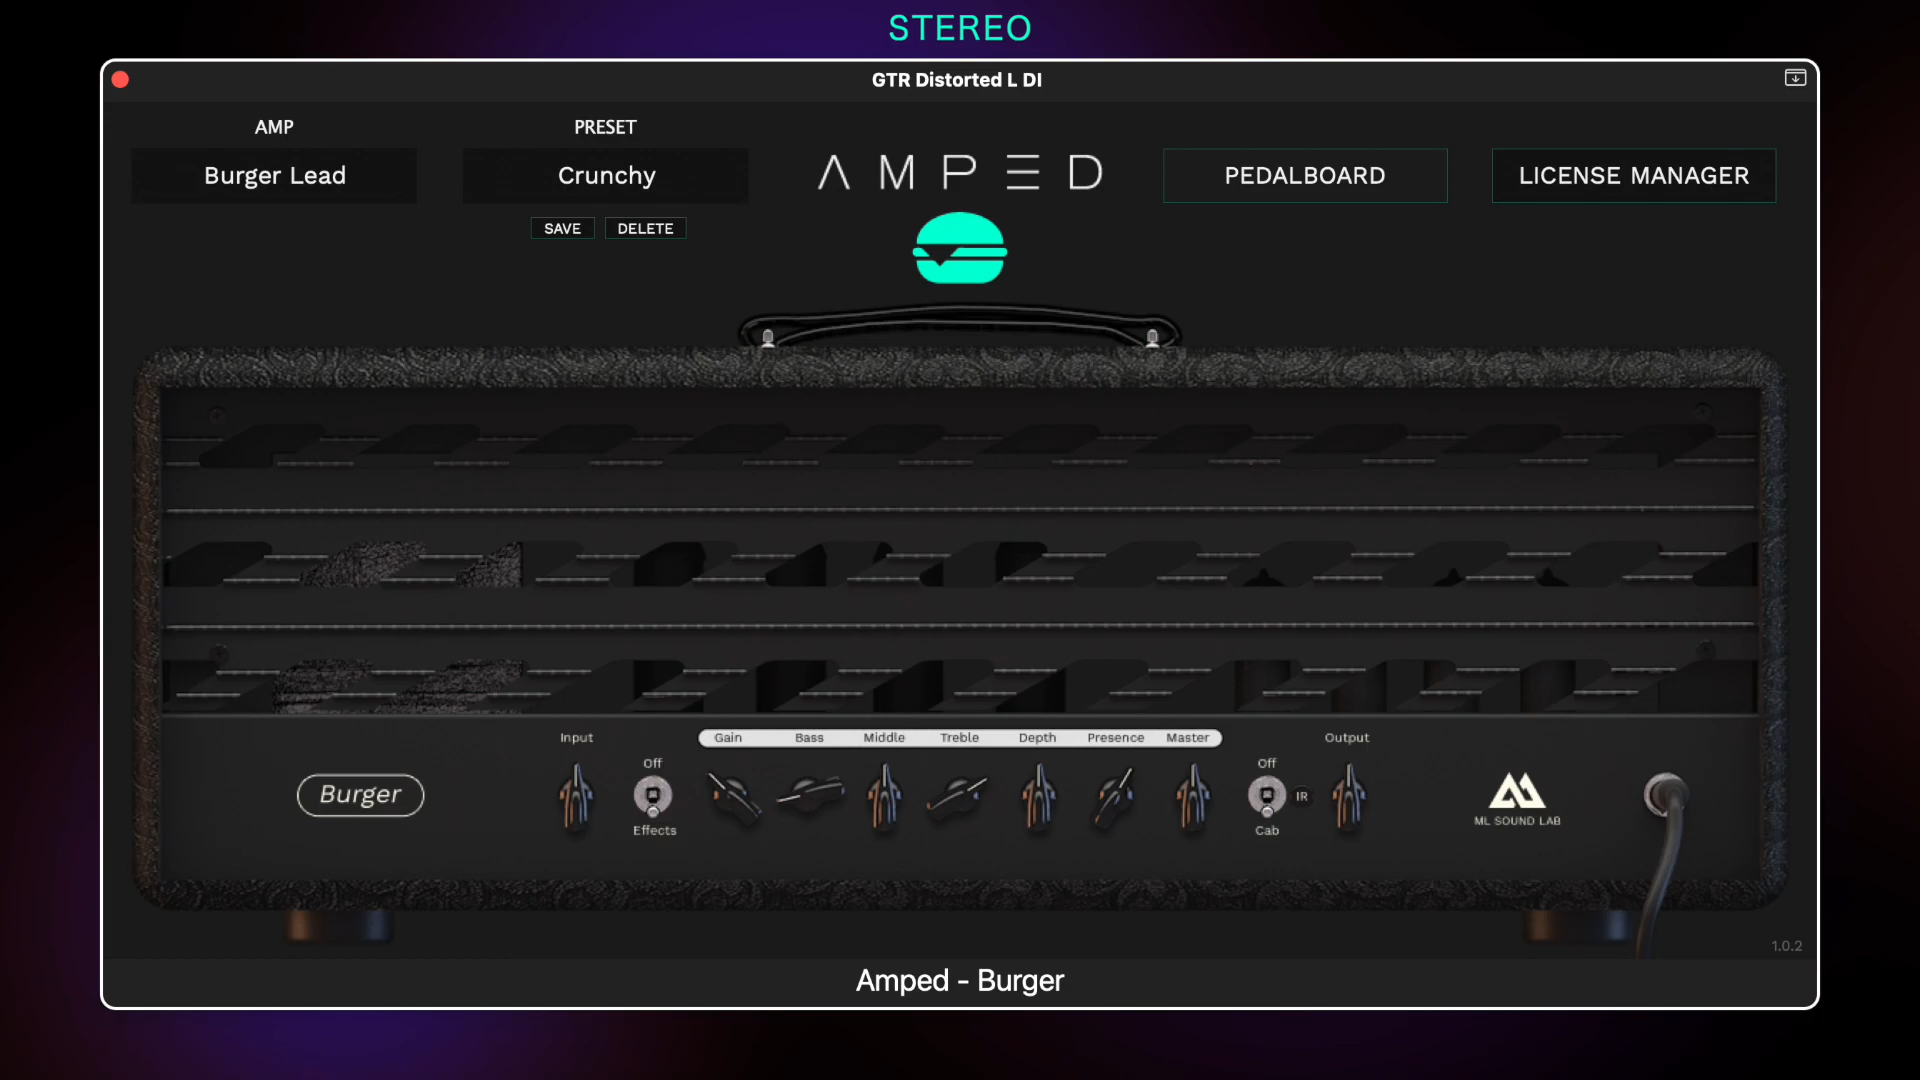 STEREO
GTR Distorted L DI
AMP
PRESET
Burger Lead
Crunchy
AMPED
PEDALBOARD
LICENSE MANAGER
SAVE
DELETE
Input
Gain
Bass
Middle
Treble
Depth
Presence
Master
Output
Off
Off
Burger
IR
ML SOUND LAB
Effects
Cab
1.0.2
Amped - Burger